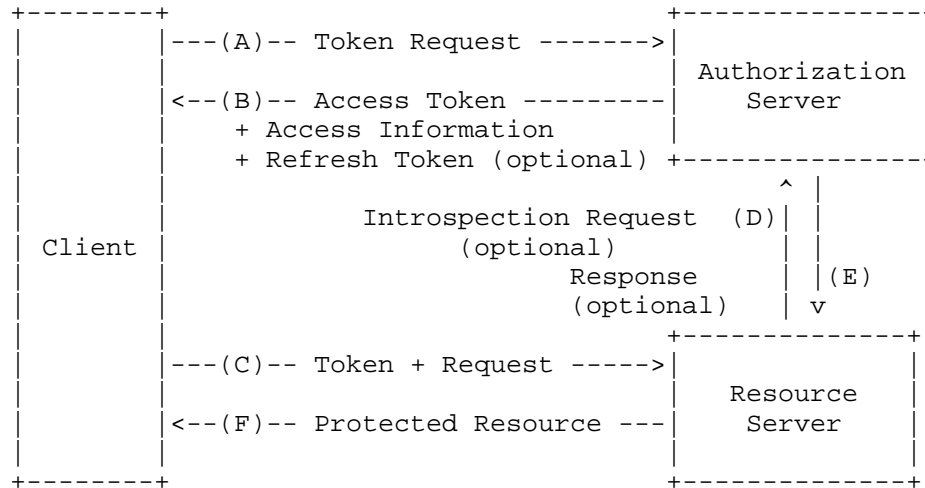 ---(A)-- Token Request ------->
Authorization
<--(B)-- Access Token ---------
Server
+ Access Information
+ Refresh Token (optional)
Introspection Request (D)
Client
(optional)
Response
(E)
(optional)
---(C)-- Token + Request ----->
Resource
<--(F)-- Protected Resource ---
Server